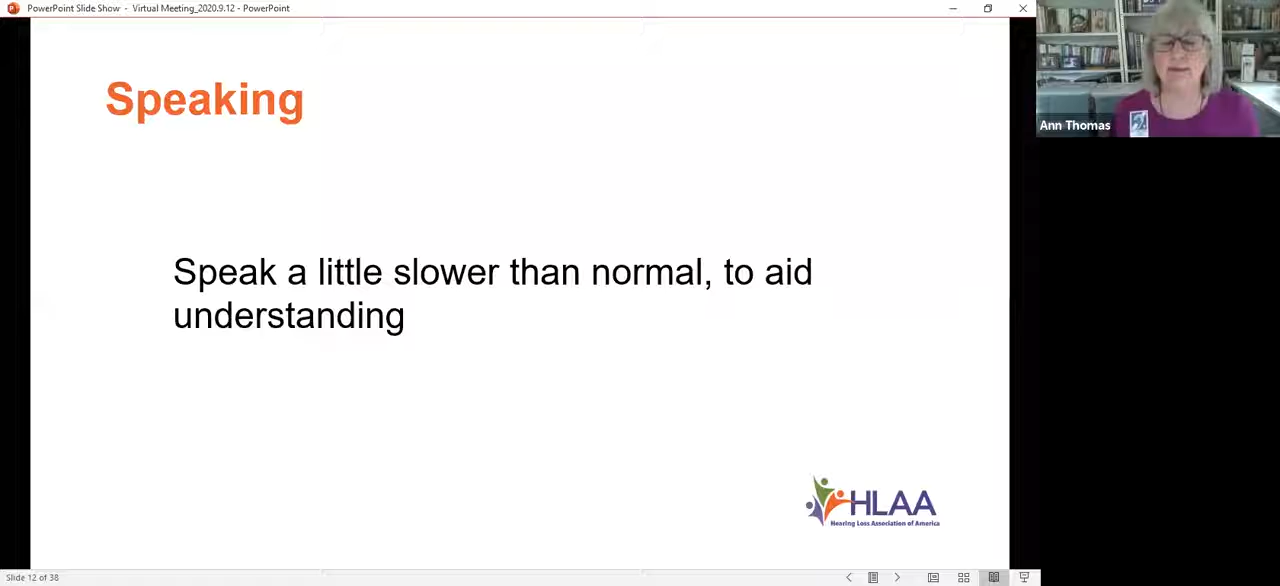 PowerPoint Slide Show - Virtual Meeting_2020.9.12 - PowerPoint
Speaking
Speak a little slower than normal, to aid
understanding
HLAA
Hearing Loss Association of America
Ann Thomas
Slide 12 of 38